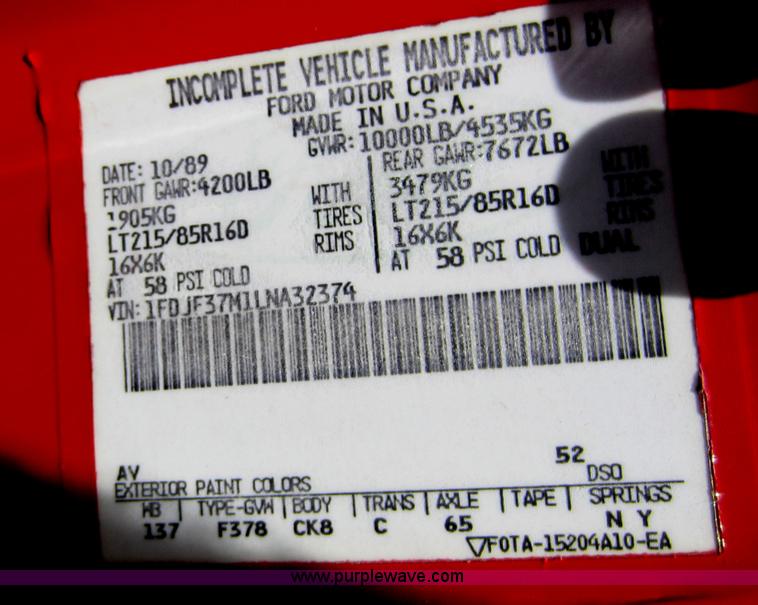 INCOMPLETE VEHICLE MANUFACTURED BY
FORD MOTOR COMPANY
MADE IN U.S.A.
GVWR: 10000LB/4535KG
DATE: 10/89
FRONT GAWR: 4200LB
1905KG WITH
LT215/85R16D TIRES
16X6K RIMS
AT 58 PSI COLD
REAR GAWR: 7672LB
3479KG WITH
LT215/85R16D TIRES
16X6K RIMS
AT 58 PSI COLD DUAL
VIN: 1FDJF37M1LNA32374
52
AV DSO
EXTERIOR PAINT COLORS
WB | TYPE-GVW | BODY | TRANS | AXLE | TAPE | SPRINGS
137 F378 CK8 C 65 N Y
▽F0TA-15204A10-EA
www.purplewave.com